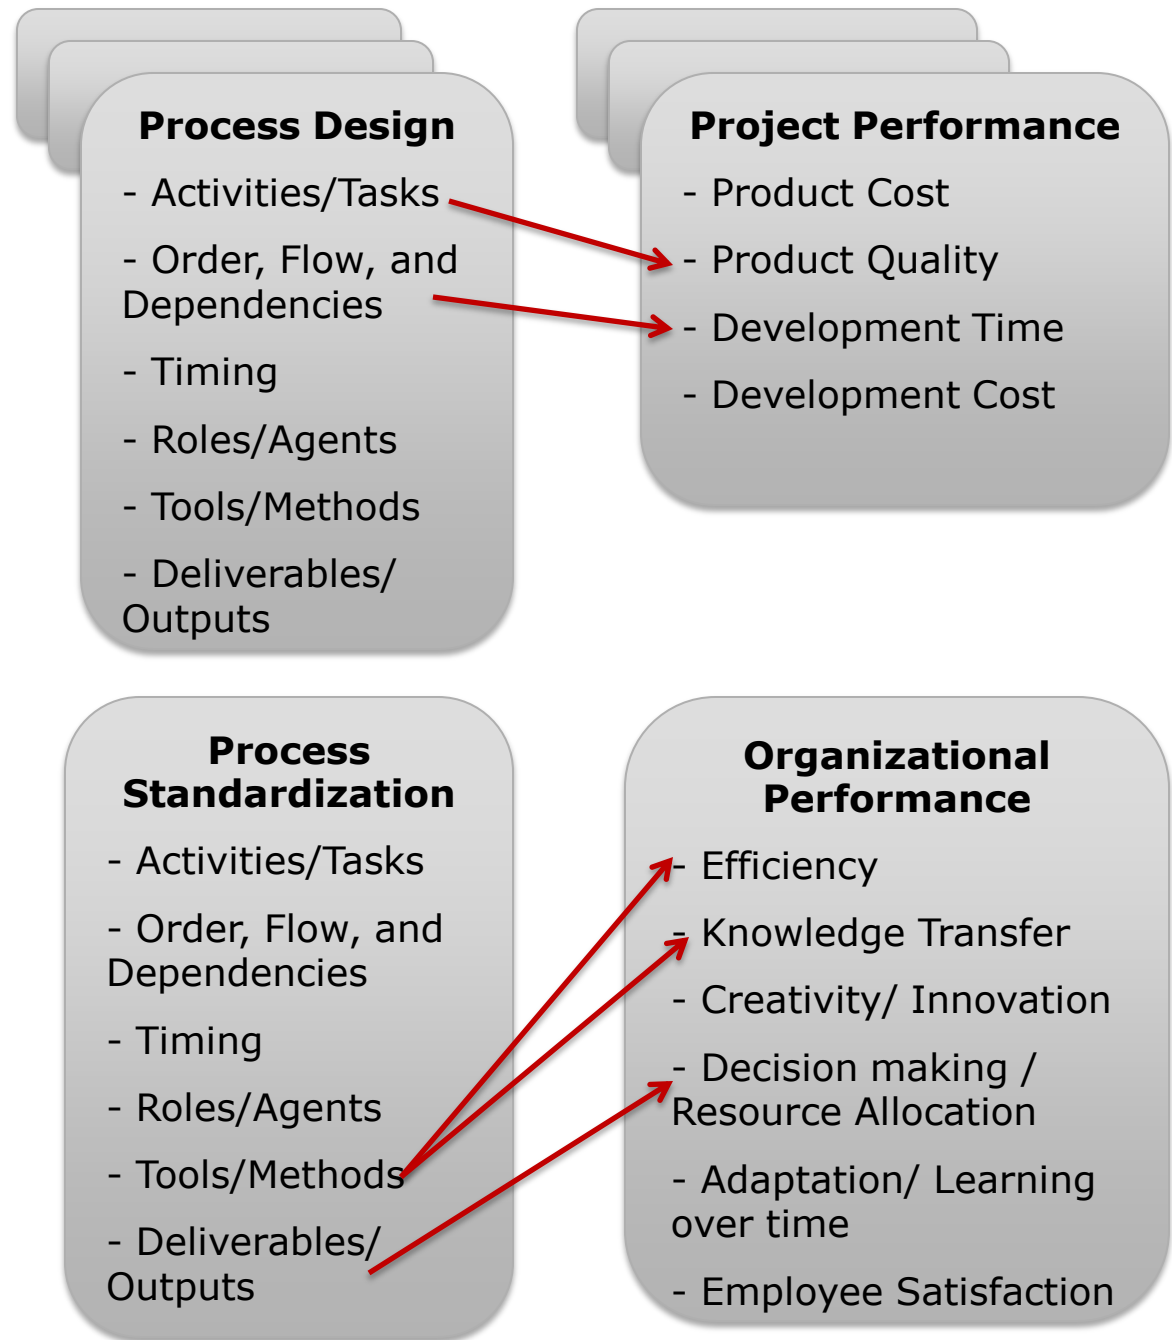 Process Design
- Activities/Tasks
- Order, Flow, and
Dependencies
- Timing
- Roles/Agents
- Tools/Methods
- Deliverables/
Outputs
Project Performance
- Product Cost
- Product Quality
- Development Time
- Development Cost
Process
Standardization
- Activities/Tasks
- Order, Flow, and
Dependencies
- Timing
- Roles/Agents
- Tools/Methods
- Deliverables/
Outputs
Organizational
Performance
- Efficiency
- Knowledge Transfer
- Creativity/ Innovation
- Decision making /
Resource Allocation
- Adaptation/ Learning
over time
- Employee Satisfaction